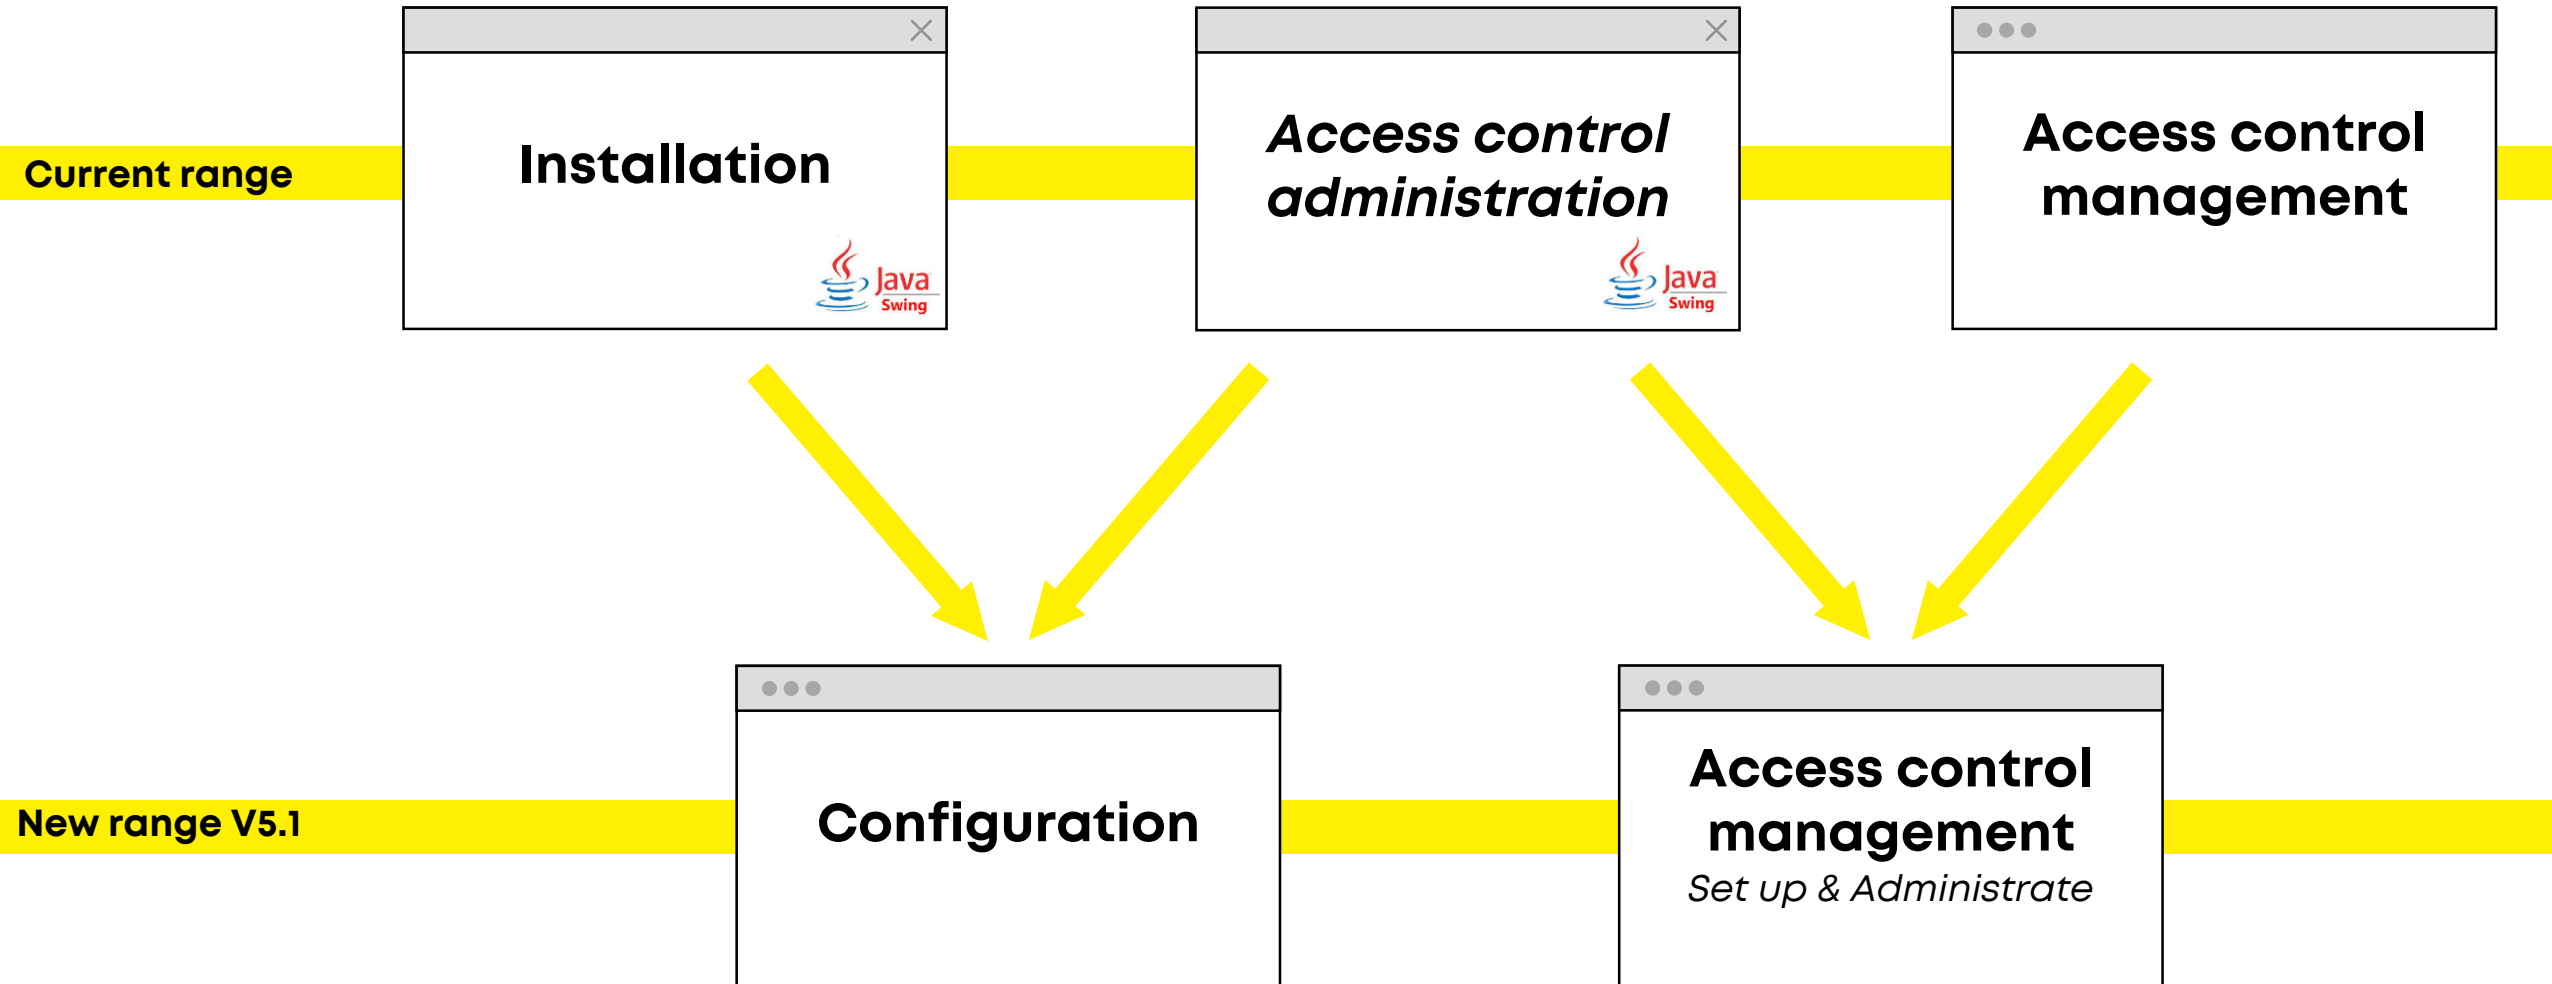 Current range
Installation
Java
Swing
Access control
administration
Java
Swing
Access control
management
New range V5.1
Configuration
Access control
management
Set up & Administrate